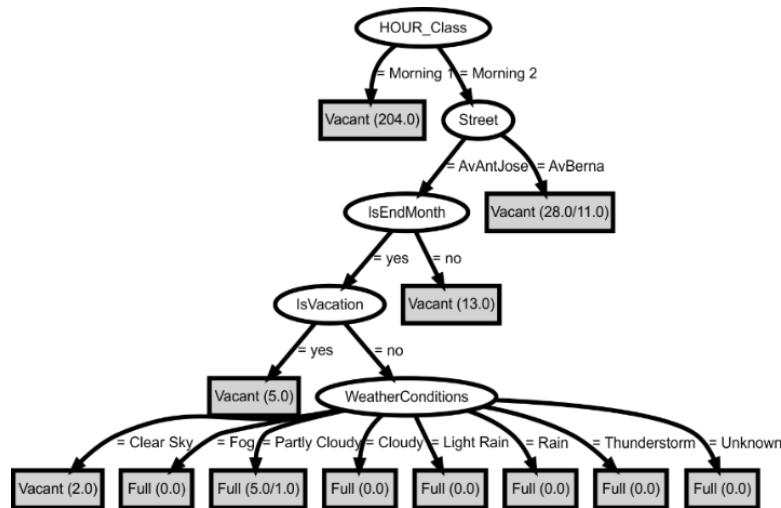 HOUR_Class
= Morning 1 = Morning 2
Vacant (204.0) Street
= AvAntJose = AvBerna
IsEndMonth Vacant (28.0/11.0)
= yes = no
IsVacation Vacant (13.0)
= yes = no
Vacant (5.0) WeatherConditions
= Clear Sky = Fog = Partly Cloudy = Cloudy = Light Rain = Rain = Thunderstorm = Unknown
Vacant (2.0) Full (0.0) Full (5.0/1.0) Full (0.0) Full (0.0) Full (0.0) Full (0.0) Full (0.0)